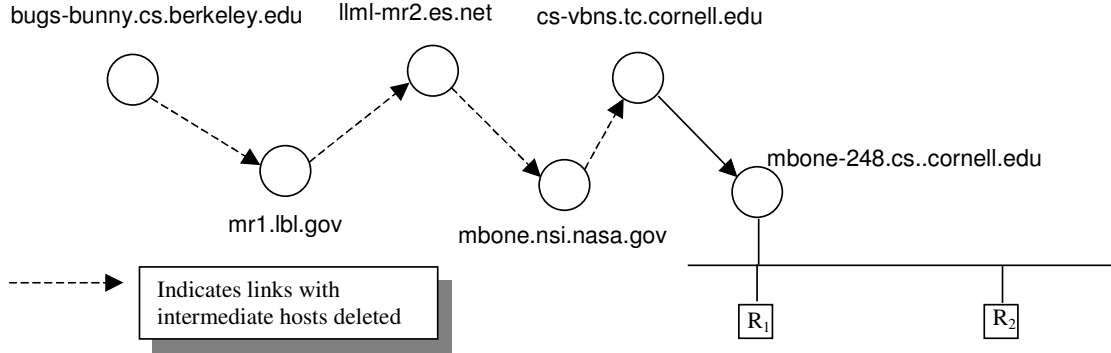 bugs-bunny.cs.berkeley.edu
llml-mr2.es.net
cs-vbns.tc.cornell.edu
mbone-248.cs..cornell.edu
mr1.lbl.gov
mbone.nsi.nasa.gov
Indicates links with
intermediate hosts deleted
R1
R2